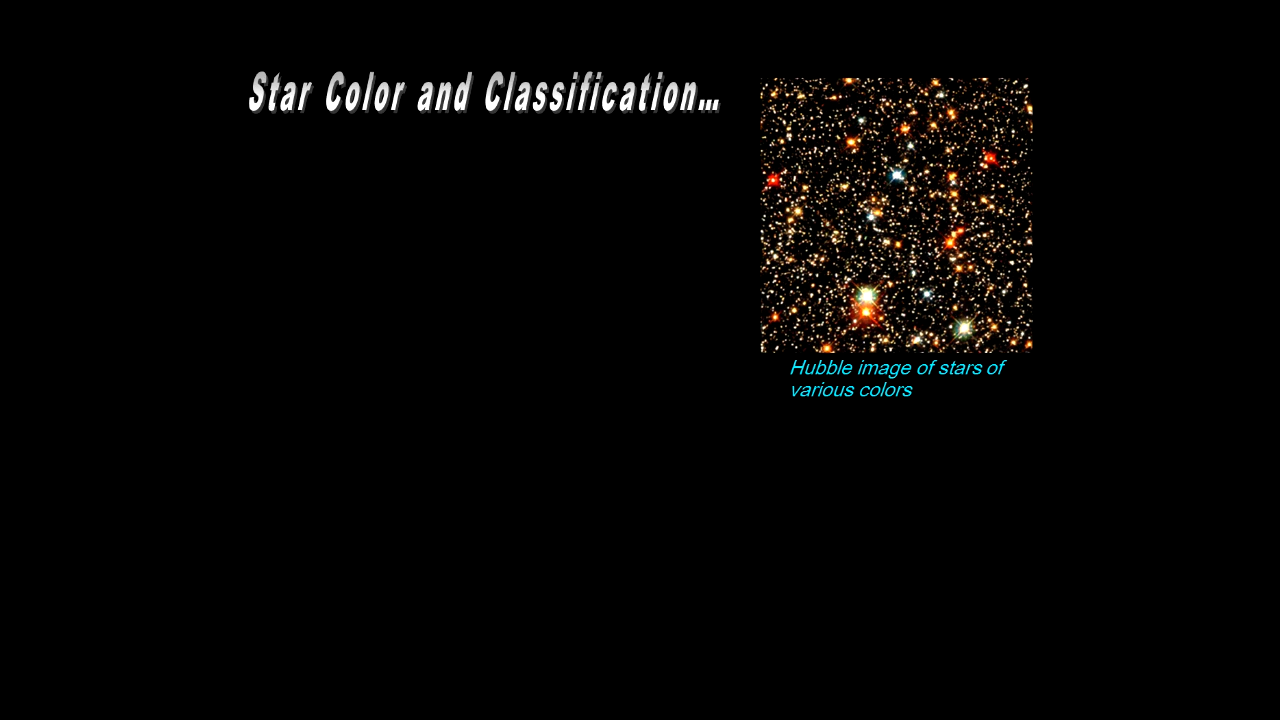 Star Color and Classification...
Hubble image of stars of
various colors